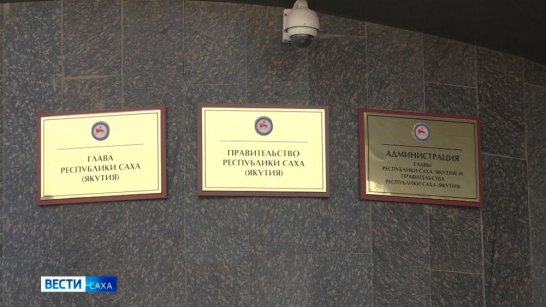 ГЛАВА
РЕСПУБЛИКИ САХА
(ЯКУТИЯ)
ПРАВИТЕЛЬСТВО
РЕСПУБЛИКИ САХА
(ЯКУТИЯ)
АДМИНИСТРАЦИЯ
ГЛАВЫ
РЕСПУБЛИКИ САХА (ЯКУТИЯ) И
ПРАВИТЕЛЬСТВА
РЕСПУБЛИКИ САХА (ЯКУТИЯ)
ВЕСТИ САХА